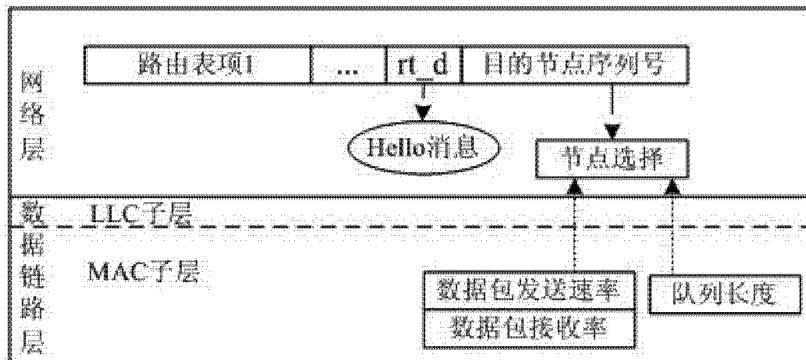 网络层
路由表项1 ... rt_d 目的节点序列号
Hello消息
节点选择
数据链路层
LLC子层
MAC子层
数据包发送速率
数据包接收率
队列长度